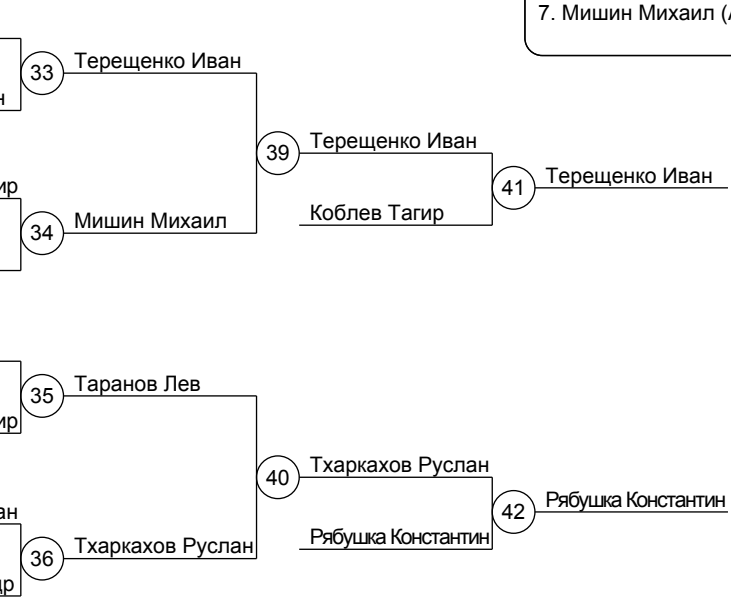 7. Мишин Михаил (
33
Терещенко Иван
39
Терещенко Иван
41
Терещенко Иван
34
Мишин Михаил
Коблев Тагир
35
Таранов Лев
40
Тхаркахов Руслан
42
Рябушка Константин
36
Тхаркахов Руслан
Рябушка Константин